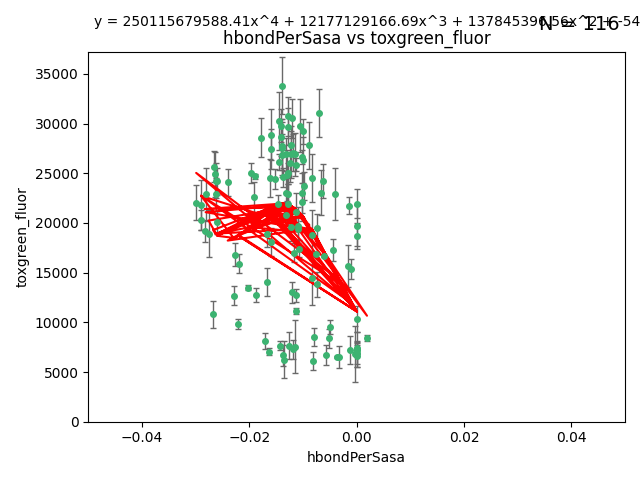 y = 250115679588.41x^4 + 12177129166.69x^3 + 137845396.56x^2 + -54
N = 116
hbondPerSasa vs toxgreen_fluor
35000
30000
25000
20000
15000
10000
5000
0
toxgreen_fluor
−0.04
−0.02
0.00
0.02
0.04
hbondPerSasa